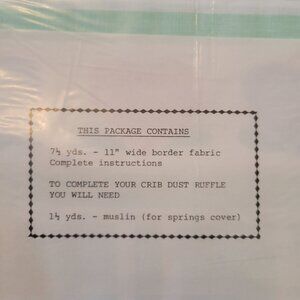 THIS PACKAGE CONTAINS
7½ yds. - 11" wide border fabric
Complete instructions
TO COMPLETE YOUR CRIB DUST RUFFLE
YOU WILL NEED
1½ yds. - muslin (for springs cover)